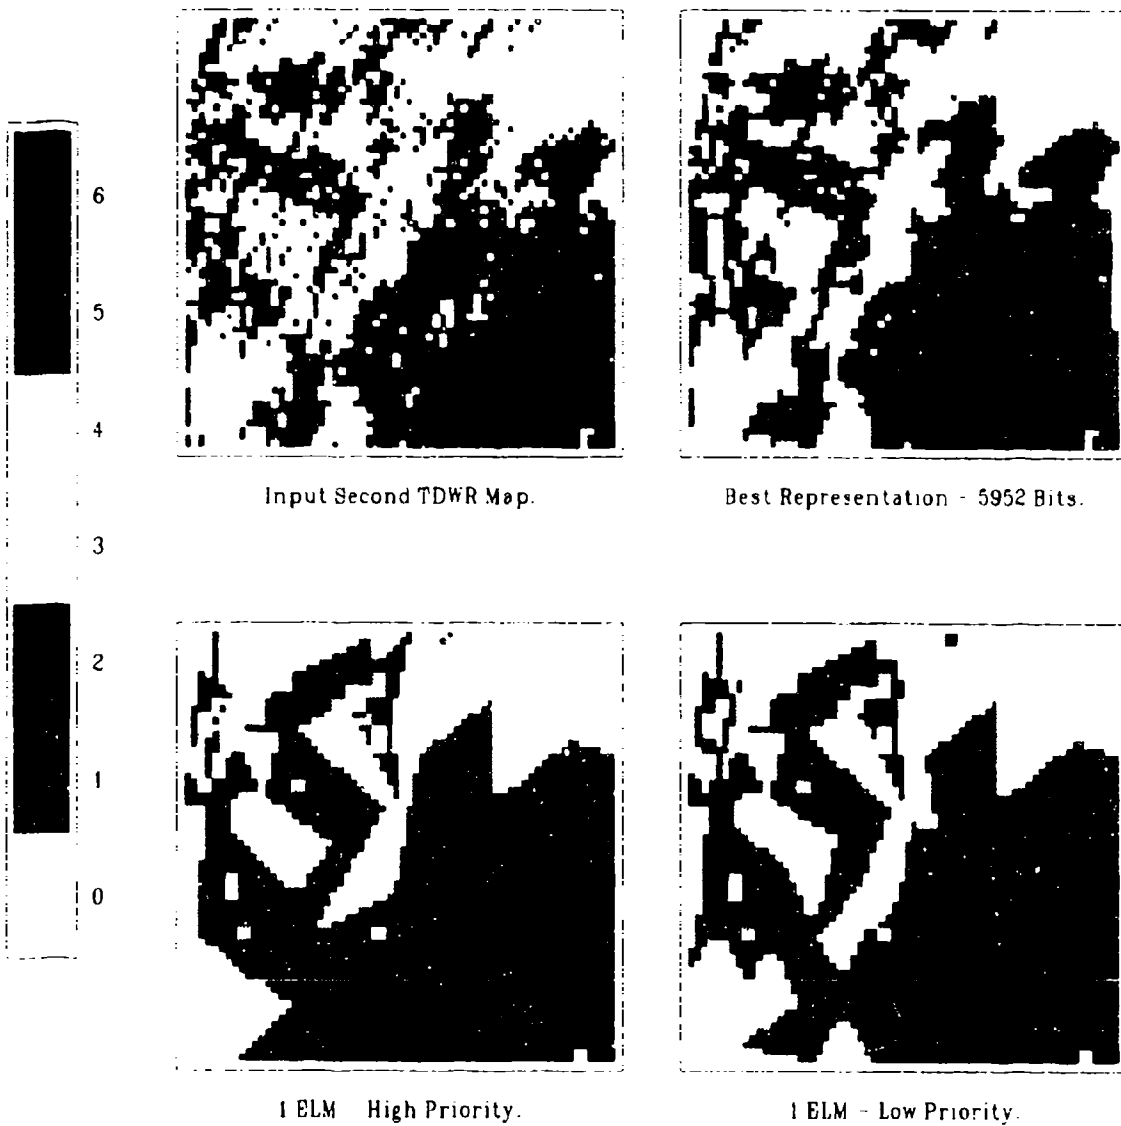 6
5
4
3
2
1
0
Input Second TDWR Map.
Best Representation - 5952 Bits.
1 ELM High Priority.
1 ELM - Low Priority.